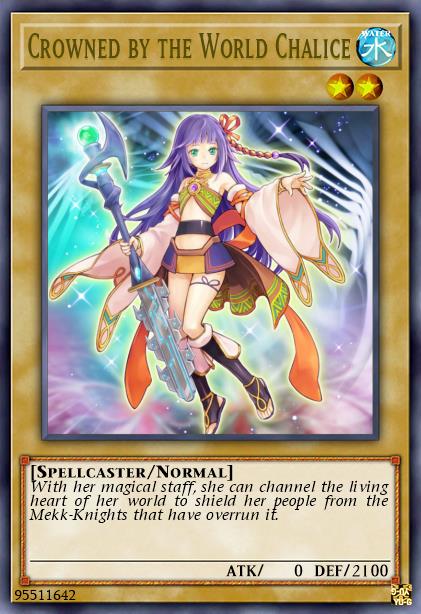 CROWNED BY THE WORLD CHALICE
WATER
水
[SPELLCASTER/NORMAL]
With her magical staff, she can channel the living
heart of her world to shield her people from the
Mekk-Knights that have overrun it.
ATK/ 0 DEF/2100
95511642